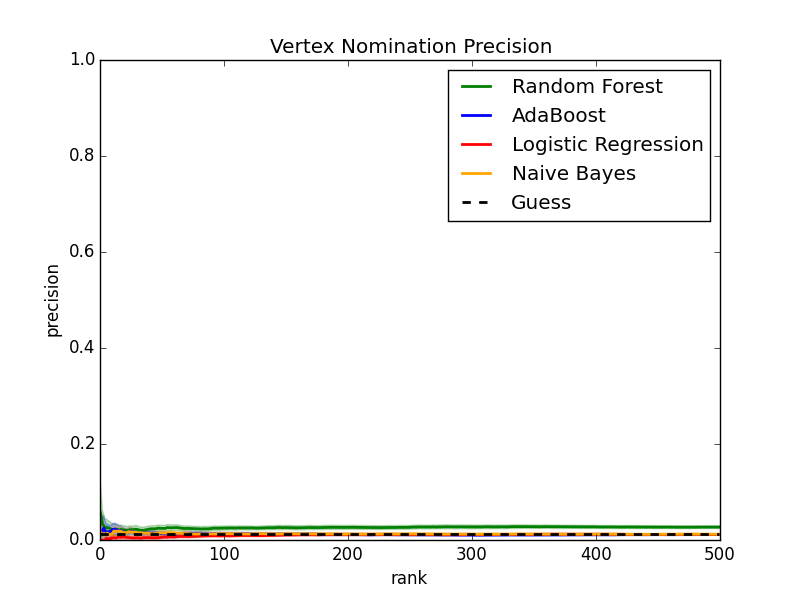 Vertex Nomination Precision
1.0
0.8
0.6
0.4
0.2
0.0
precision
Random Forest
AdaBoost
Logistic Regression
Naive Bayes
Guess
0 100 200 300 400 500
rank